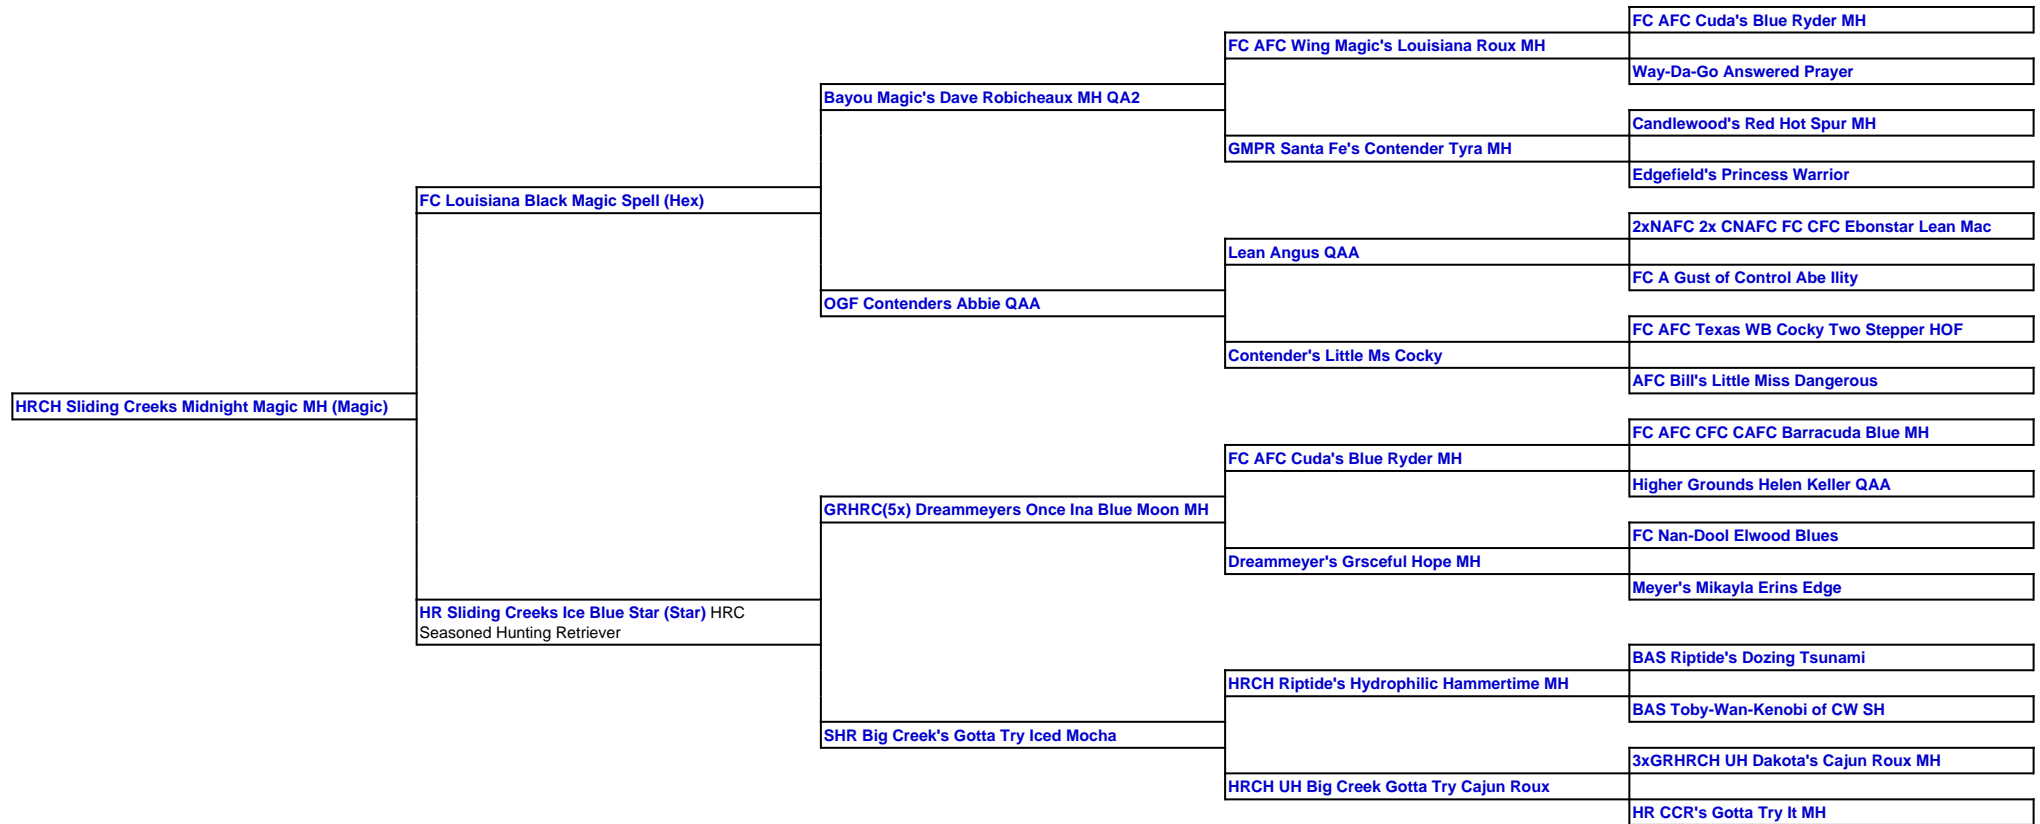 FC AFC Cuda's Blue Ryder MH
FC AFC Wing Magic's Louisiana Roux MH
Way-Da-Go Answered Prayer
Bayou Magic's Dave Robicheaux MH QA2
Candlewood's Red Hot Spur MH
GMPR Santa Fe's Contender Tyra MH
Edgefield's Princess Warrior
FC Louisiana Black Magic Spell (Hex)
2xNAFC 2x CNAFC FC CFC Ebonstar Lean Mac
Lean Angus QAA
FC A Gust of Control Abe Ility
OGF Contenders Abbie QAA
FC AFC Texas WB Cocky Two Stepper HOF
Contender's Little Ms Cocky
AFC Bill's Little Miss Dangerous
HRCH Sliding Creeks Midnight Magic MH (Magic)
FC AFC CFC CAFC Barracuda Blue MH
FC AFC Cuda's Blue Ryder MH
Higher Grounds Helen Keller QAA
GRHRC(5x) Dreammeyers Once Ina Blue Moon MH
FC Nan-Dool Elwood Blues
Dreammeyer's Grsceful Hope MH
Meyer's Mikayla Erins Edge
HR Sliding Creeks Ice Blue Star (Star) HRC
Seasoned Hunting Retriever
BAS Riptide's Dozing Tsunami
HRCH Riptide's Hydrophilic Hammertime MH
BAS Toby-Wan-Kenobi of CW SH
SHR Big Creek's Gotta Try Iced Mocha
3xGRHRCH UH Dakota's Cajun Roux MH
HRCH UH Big Creek Gotta Try Cajun Roux
HR CCR's Gotta Try It MH